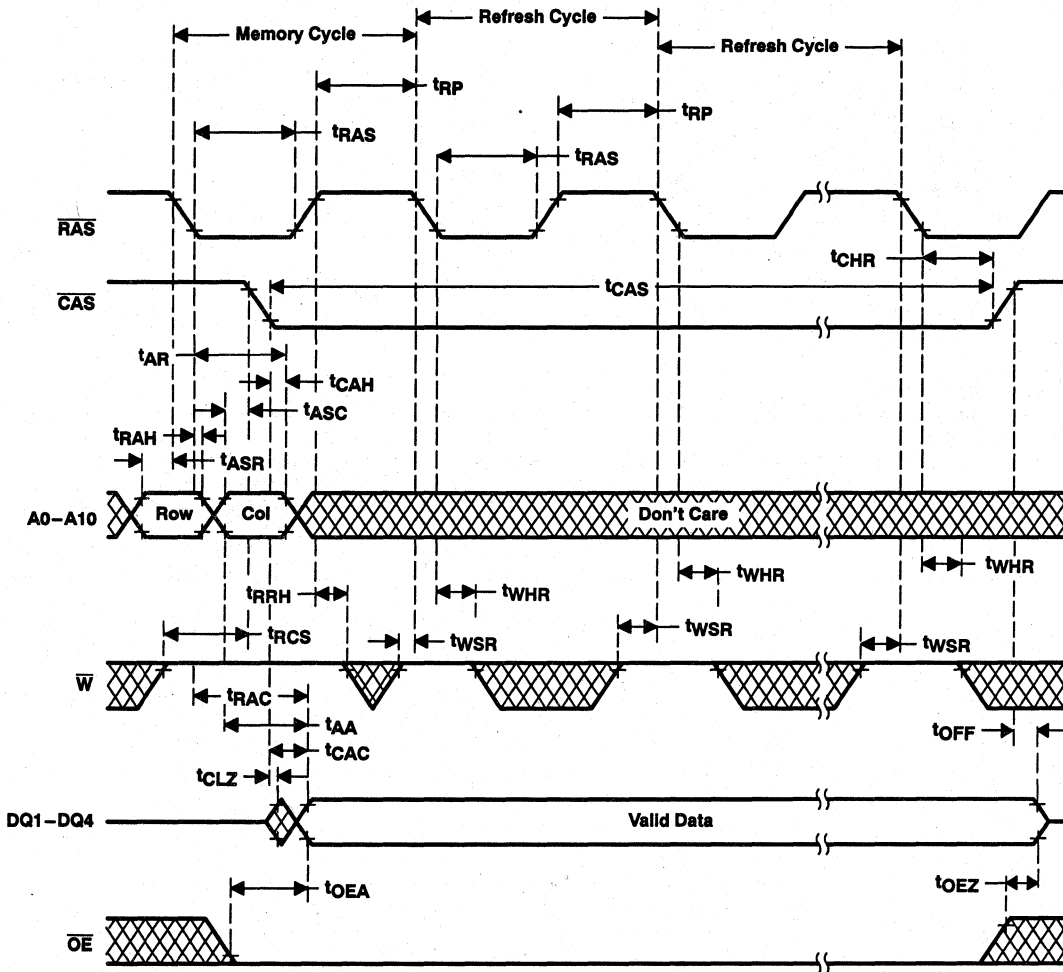 Refresh Cycle
Memory Cycle
Refresh Cycle
tRP
tRP
tRAS
tRAS
RAS
tCHR
CAS
tCAS
tAR
tCAH
tASC
tRAH
tASR
A0–A10
Row
Col
Don't Care
tWHR
tWHR
tWHR
tRRH
tRCS
tWSR
tWSR
tWSR
W
tRAC
tAA
tOFF
tCAC
tCLZ
DQ1–DQ4
Valid Data
tOEA
tOEZ
OE